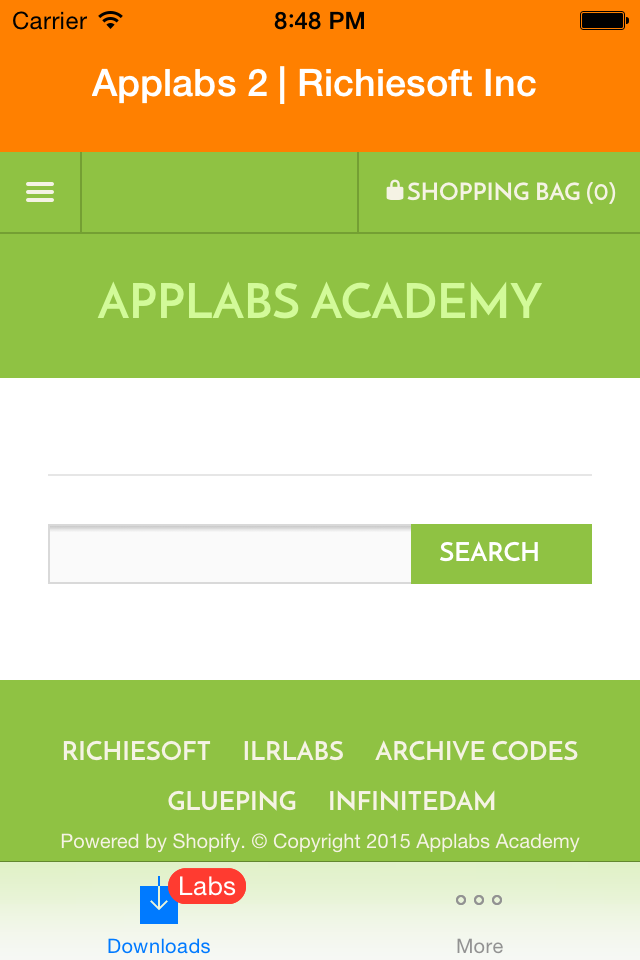 Carrier 8:48 PM
Applabs 2 | Richiesoft Inc
SHOPPING BAG (0)
APPLABS ACADEMY
SEARCH
RICHIESOFT ILRLABS ARCHIVE CODES
GLUEPING INFINITEDAM
Powered by Shopify. © Copyright 2015 Applabs Academy
Labs
Downloads More